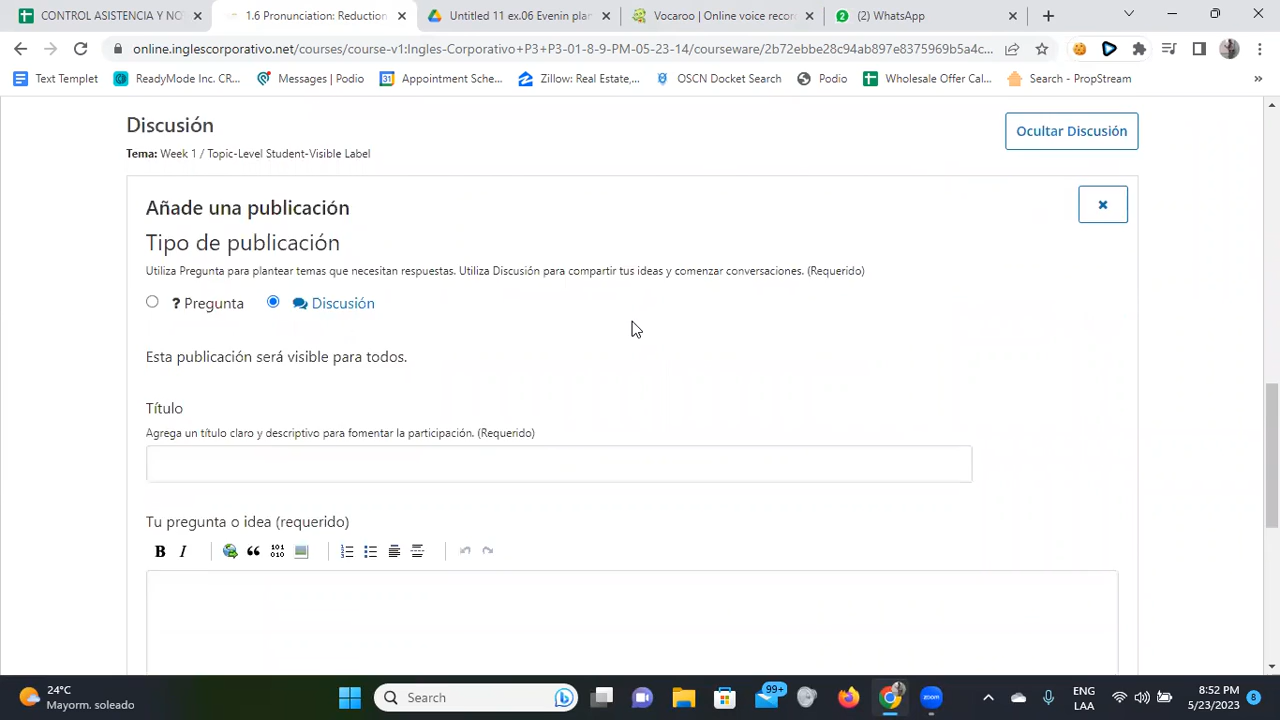 CONTROL ASISTENCIA Y NO
1.6 Pronunciation: Reduction
Untitled 11 ex.06 Evenin plan
Vocaroo | Online voice recor
(2) WhatsApp
online.inglescorporativo.net/courses/course-v1:Ingles-Corporativo+P3+P3-01-8-9-PM-05-23-14/courseware/2b72ebbe28c94ab897e8375969b5a4c...
Text Templet
ReadyMode Inc. CR...
Messages | Podio
Appointment Sche...
Zillow: Real Estate,...
OSCN Docket Search
Podio
Wholesale Offer Cal...
Search - PropStream
Discusión
Ocultar Discusión
Tema: Week 1 / Topic-Level Student-Visible Label
Añade una publicación
Tipo de publicación
Utiliza Pregunta para plantear temas que necesitan respuestas. Utiliza Discusión para compartir tus ideas y comenzar conversaciones. (Requerido)
? Pregunta
Discusión
Esta publicación será visible para todos.
Título
Agrega un título claro y descriptivo para fomentar la participación. (Requerido)
Tu pregunta o idea (requerido)
B I
101
010
24°C
Mayorm. soleado
Search
99+
zoom
ENG
LAA
8:52 PM
5/23/2023
8